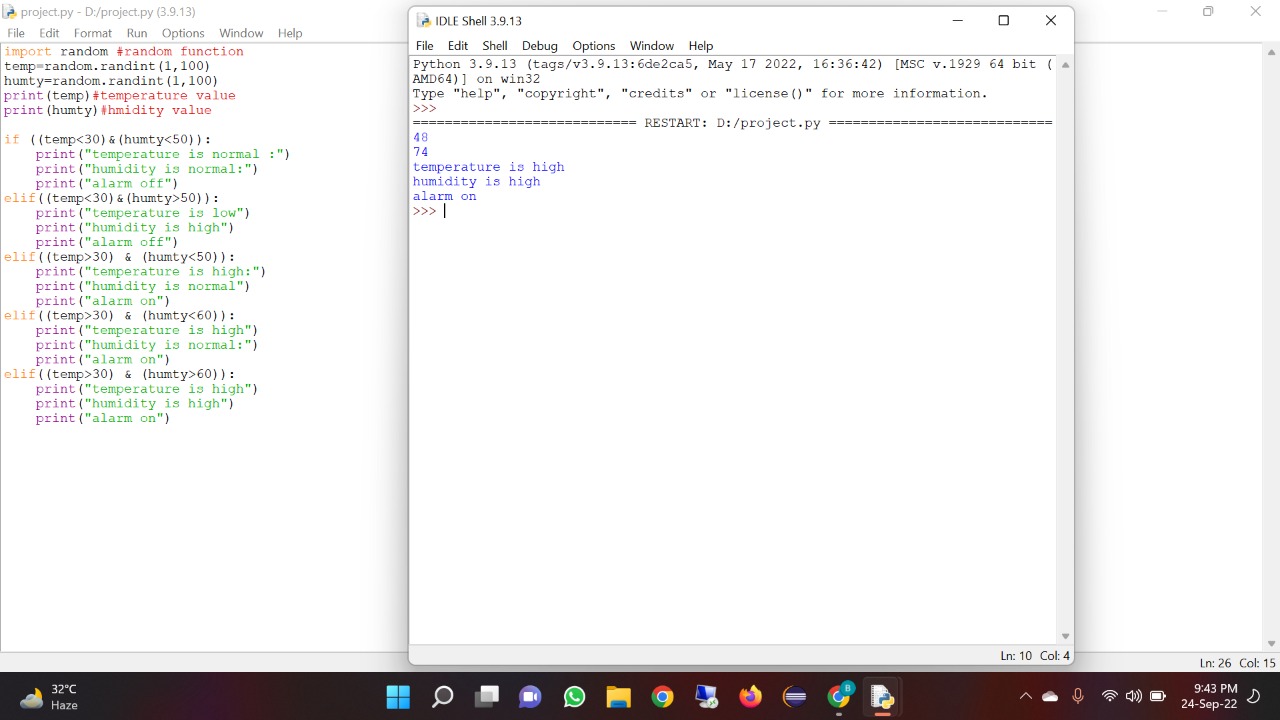 project.py - D:/project.py (3.9.13)
File Edit Format Run Options Window Help
import random #random function
temp=random.randint(1,100)
humty=random.randint(1,100)
print(temp)#temperature value
print(humty)#hmidity value
if ((temp<30)&(humty<50)):
    print("temperature is normal :")
    print("humidity is normal:")
    print("alarm off")
elif((temp<30)&(humty>50)):
    print("temperature is low")
    print("humidity is high")
    print("alarm off")
elif((temp>30) & (humty<50)):
    print("temperature is high:")
    print("humidity is normal")
    print("alarm on")
elif((temp>30) & (humty<60)):
    print("temperature is high")
    print("humidity is normal:")
    print("alarm on")
elif((temp>30) & (humty>60)):
    print("temperature is high")
    print("humidity is high")
    print("alarm on")
Ln: 26 Col: 15
IDLE Shell 3.9.13
File Edit Shell Debug Options Window Help
Python 3.9.13 (tags/v3.9.13:6de2ca5, May 17 2022, 16:36:42) [MSC v.1929 64 bit (
AMD64)] on win32
Type "help", "copyright", "credits" or "license()" for more information.
>>>
============================ RESTART: D:/project.py ============================
48
74
temperature is high
humidity is high
alarm on
>>>
Ln: 10 Col: 4
32°C
Haze
B
9:43 PM
24-Sep-22